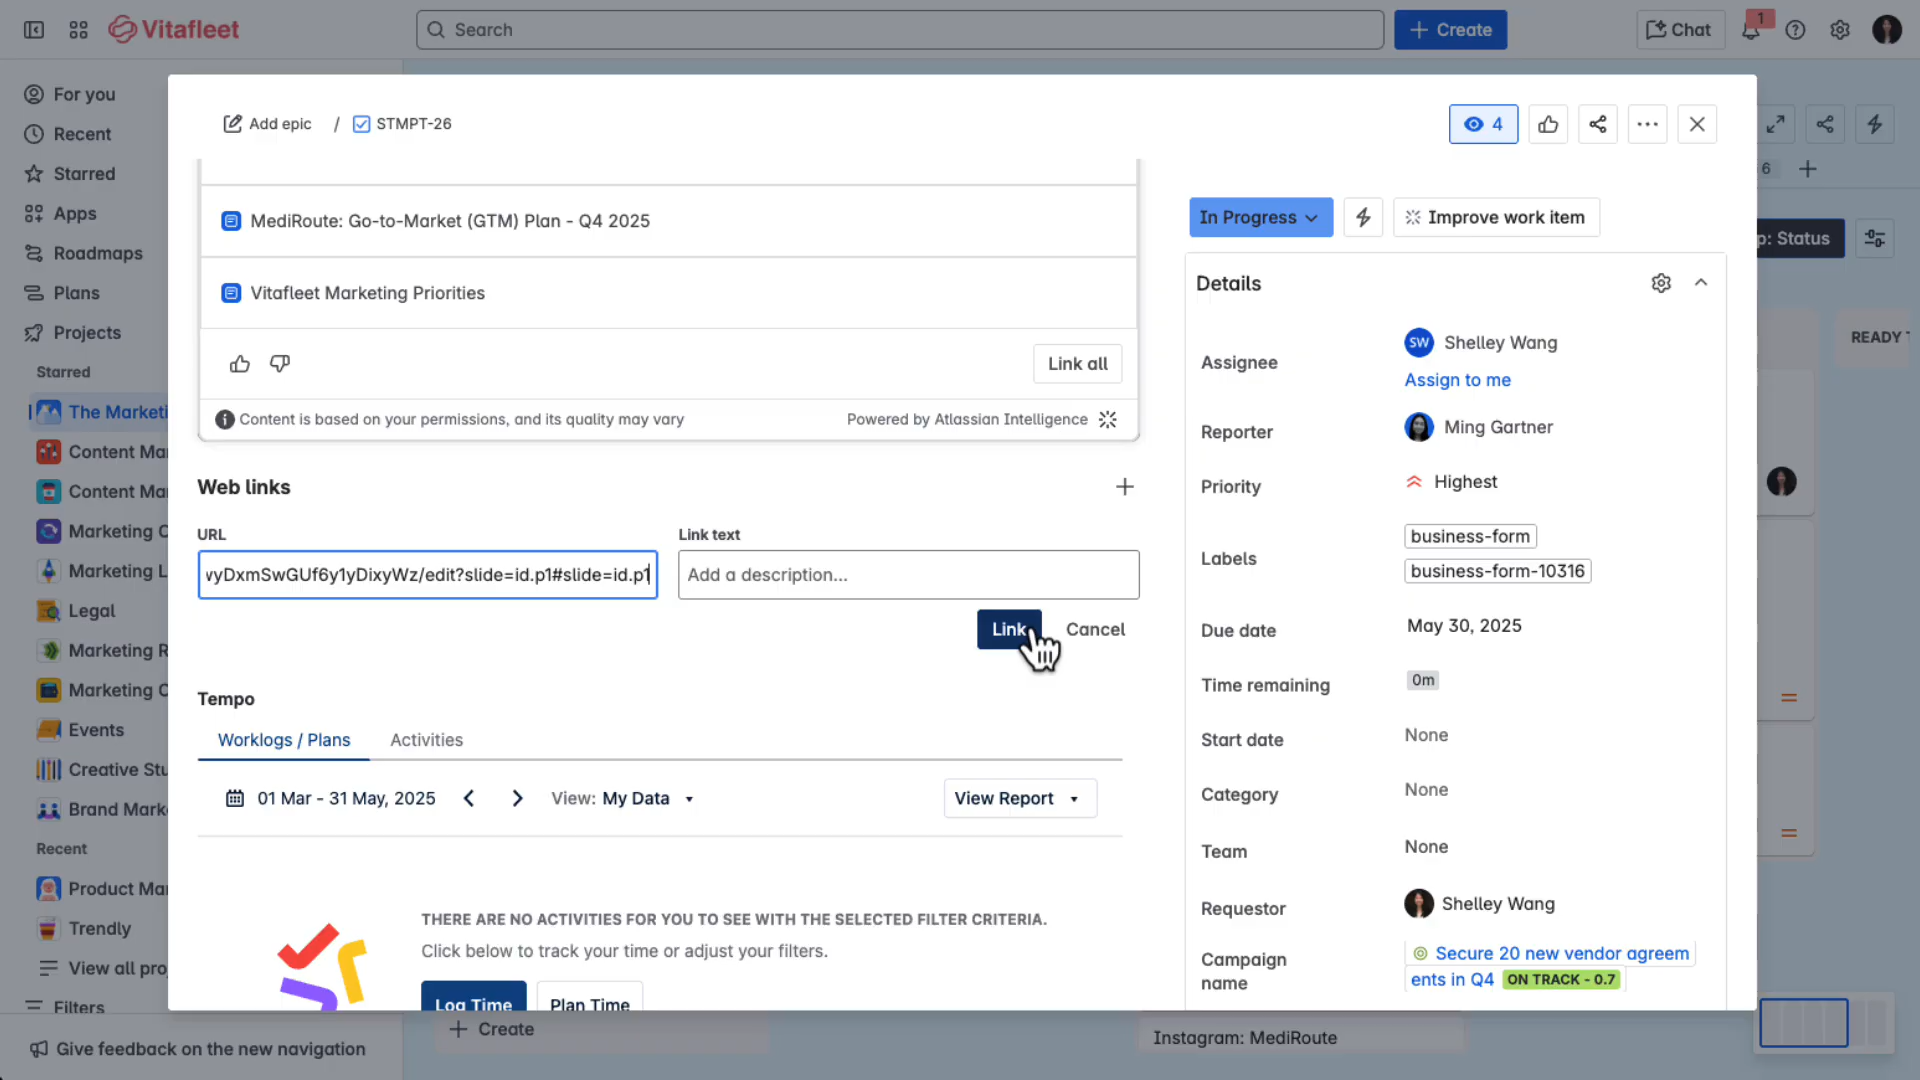 Vitafleet
Search
Create
Chat
1
For you
Recent
Starred
Apps
Roadmaps
Plans
Projects
Starred
The Marketi
Content Ma
Content Mar
Marketing C
Marketing L
Legal
Marketing R
Marketing C
Events
Creative Stu
Brand Mark
Recent
Product Mar
Trendly
View all pro
Filters
Give feedback on the new navigation
Add epic / STMPT-26
4
MediRoute: Go-to-Market (GTM) Plan - Q4 2025
Vitafleet Marketing Priorities
Link all
Content is based on your permissions, and its quality may vary
Powered by Atlassian Intelligence
Web links
URL
Link text
vyDxmSwGUf6y1yDixyWz/edit?slide=id.p1#slide=id.p1
Add a description...
Link
Cancel
Tempo
Worklogs / Plans
Activities
01 Mar - 31 May, 2025
View: My Data
View Report
THERE ARE NO ACTIVITIES FOR YOU TO SEE WITH THE SELECTED FILTER CRITERIA.
Click below to track your time or adjust your filters.
Log Time
Plan Time
In Progress
Improve work item
Details
Assignee
SW
Shelley Wang
Assign to me
Reporter
Ming Gartner
Priority
Highest
Labels
business-form
business-form-10316
Due date
May 30, 2025
Time remaining
0m
Start date
None
Category
None
Team
None
Requestor
Shelley Wang
Campaign
name
Secure 20 new vendor agreem
ents in Q4 ON TRACK - 0.7
6
p: Status
READY T
Create
Instagram: MediRoute